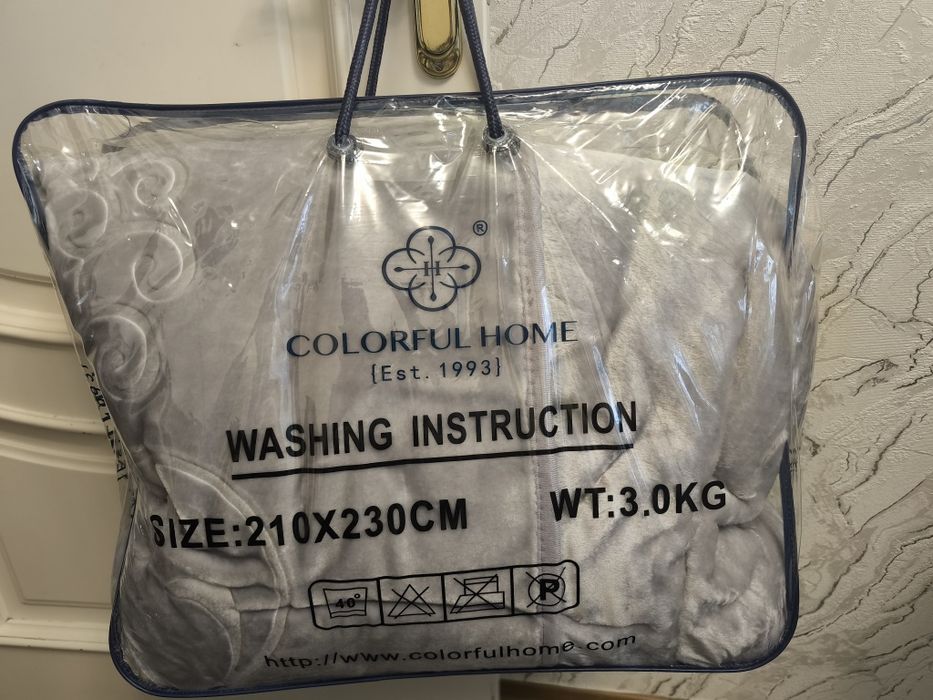 H
®
COLORFUL HOME
{Est. 1993}
WASHING INSTRUCTION
SIZE:210X230CM WT:3.0KG
40° P
http://www.colorfulhome.com